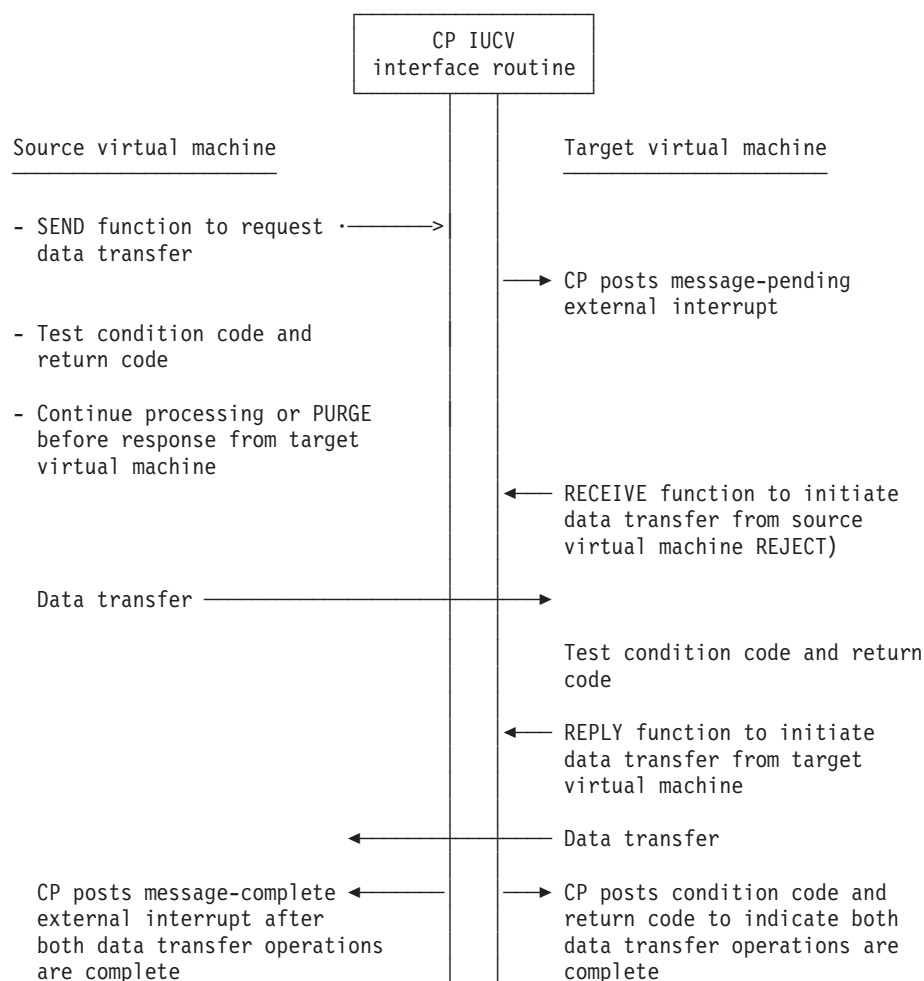 CP IUCV
interface routine
Source virtual machine
Target virtual machine
- SEND function to request
data transfer
CP posts message-pending
external interrupt
- Test condition code and
return code
- Continue processing or PURGE
before response from target
virtual machine
RECEIVE function to initiate
data transfer from source
virtual machine REJECT)
Data transfer
Test condition code and return
code
REPLY function to initiate
data transfer from target
virtual machine
Data transfer
CP posts message-complete
external interrupt after
both data transfer operations
are complete
CP posts condition code and
return code to indicate both
data transfer operations are
complete